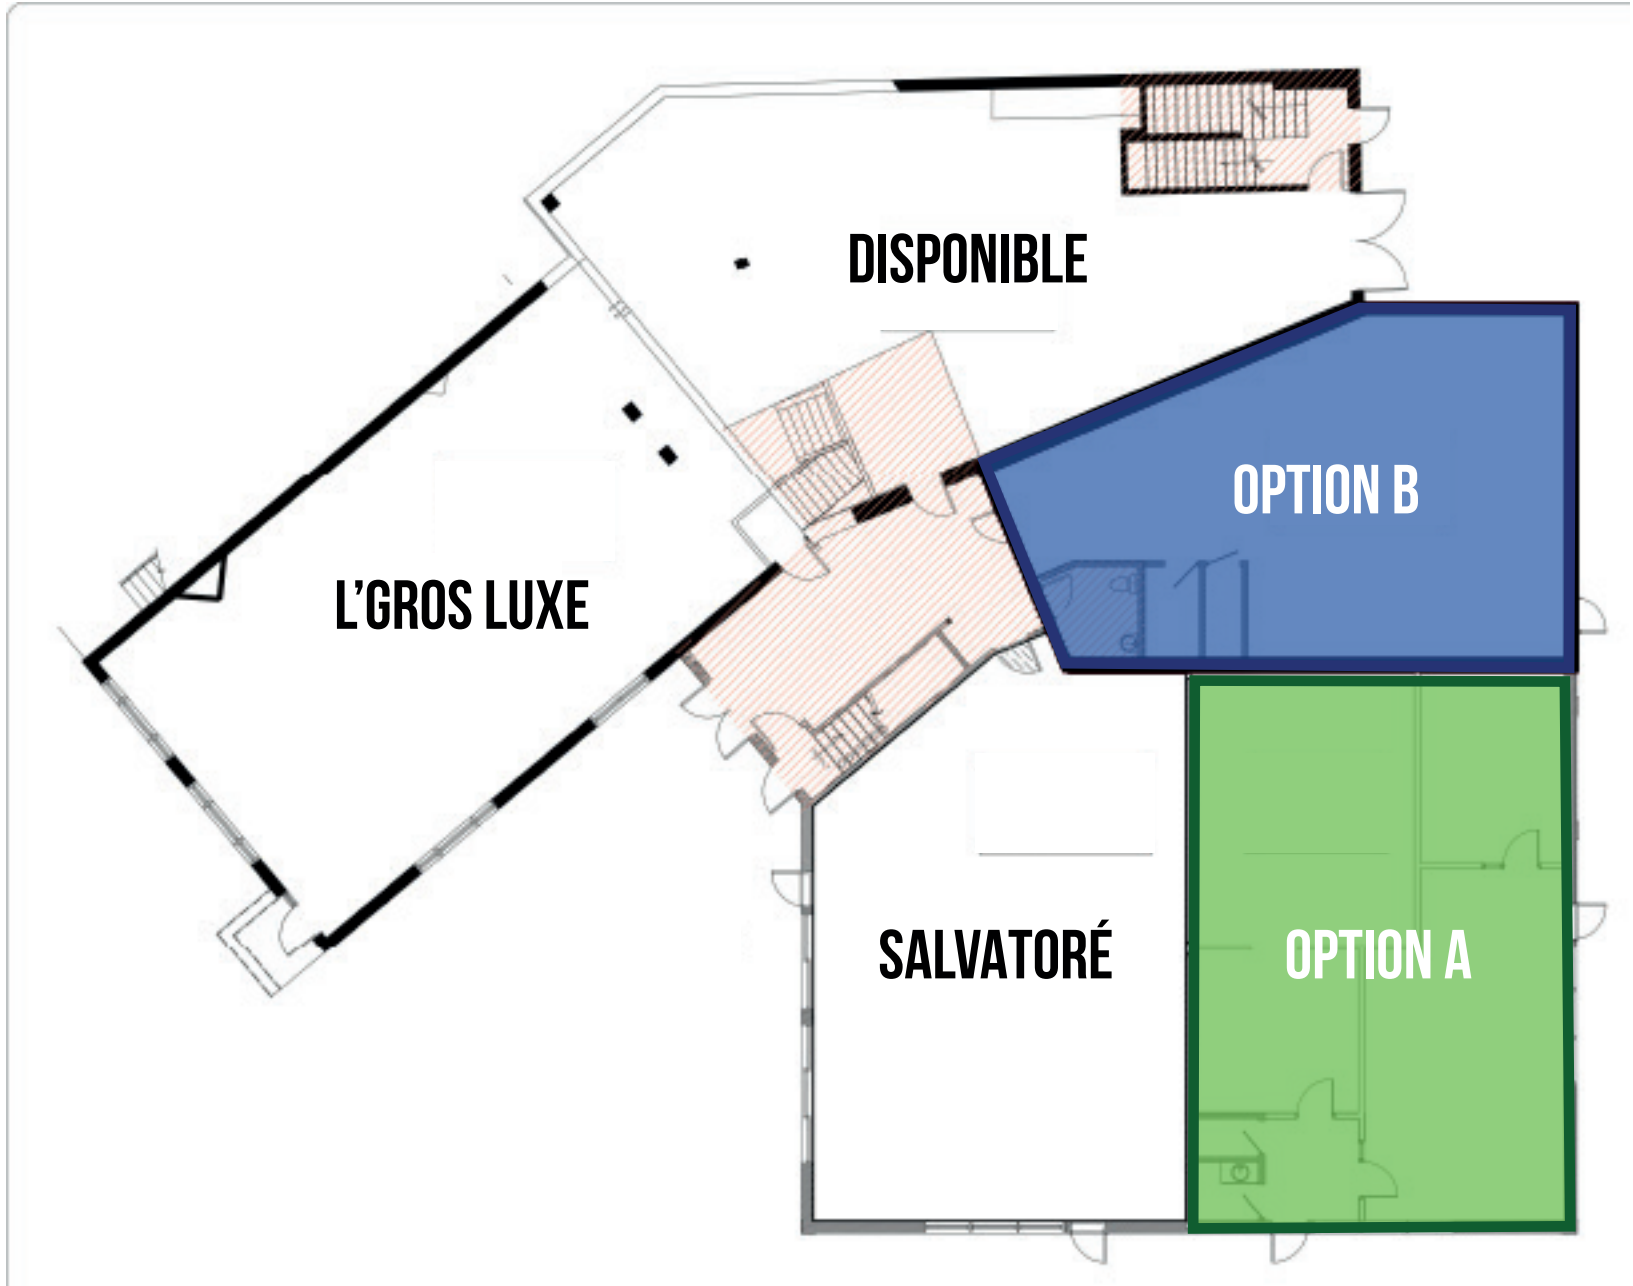 DISPONIBLE
OPTION B
L'GROS LUXE
SALVATORÉ
OPTION A